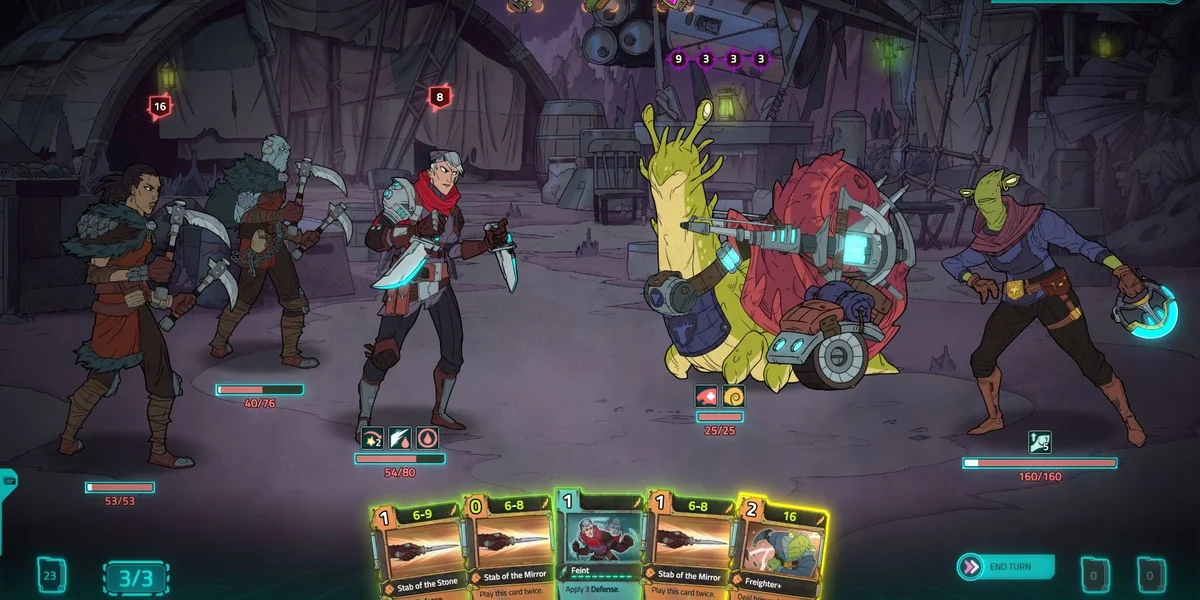 9 3 3 3
16
8
40/76
53/53
2
54/80
25/25
5
160/160
1 6-9
Stab of the Stone
0 6-8
Stab of the Mirror
Play this card twice.
1
Feint
Apply 3 Defense.
1 6-8
Stab of the Mirror
Play this card twice.
2 16
Freighter+
23
3/3
END TURN
0
0